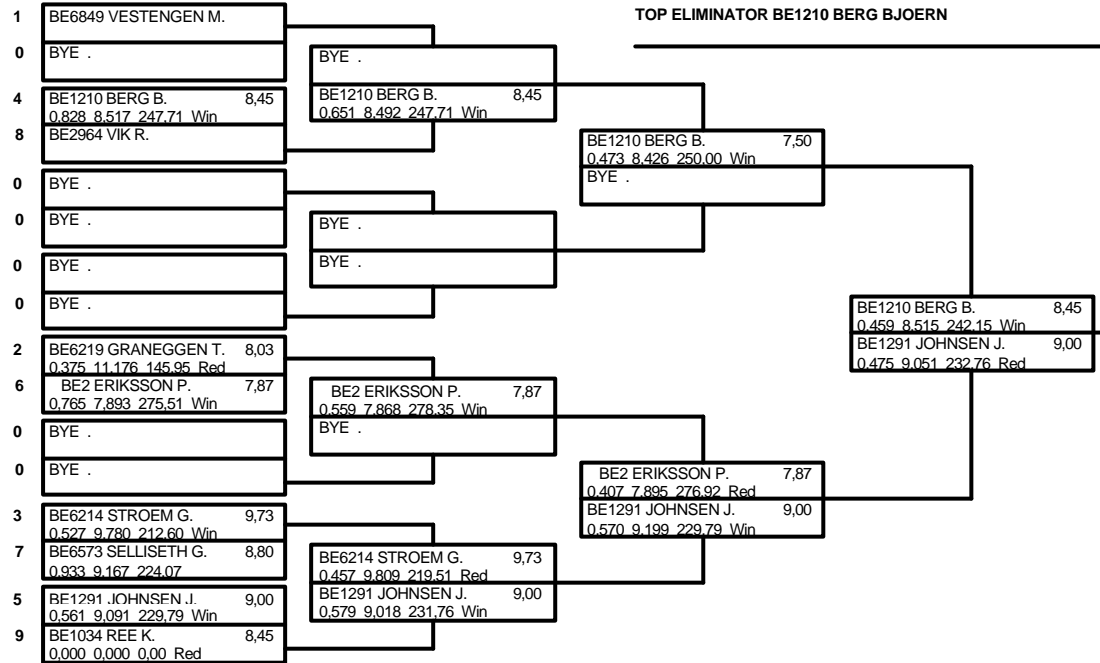 TOP ELIMINATOR BE1210 BERG BJOERN
1 BE6849 VESTENGEN M.
0 BYE .
4 BE1210 BERG B. 8,45
0,828 8,517 247,71 Win
8 BE2964 VIK R.
0 BYE .
0 BYE .
0 BYE .
0 BYE .
2 BE6219 GRANEGGEN T. 8,03
0,375 11,176 145,95 Red
6 BE2 ERIKSSON P. 7,87
0,765 7,893 275,51 Win
0 BYE .
0 BYE .
3 BE6214 STROEM G. 9,73
0,527 9,780 212,60 Win
7 BE6573 SELLISETH G. 8,80
0,933 9,167 224,07
5 BE1291 JOHNSEN J. 9,00
0,561 9,091 229,79 Win
9 BE1034 REE K. 8,45
0,000 0,000 0,00 Red
BYE .
BE1210 BERG B. 8,45
0,651 8,492 247,71 Win
BYE .
BYE .
BE2 ERIKSSON P. 7,87
0,559 7,868 278,35 Win
BYE .
BE6214 STROEM G. 9,73
0,457 9,809 219,51 Red
BE1291 JOHNSEN J. 9,00
0,579 9,018 231,76 Win
BE1210 BERG B. 7,50
0,473 8,426 250,00 Win
BYE .
BE2 ERIKSSON P. 7,87
0,407 7,895 276,92 Red
BE1291 JOHNSEN J. 9,00
0,570 9,199 229,79 Win
BE1210 BERG B. 8,45
0,459 8,515 242,15 Win
BE1291 JOHNSEN J. 9,00
0,475 9,051 232,76 Red